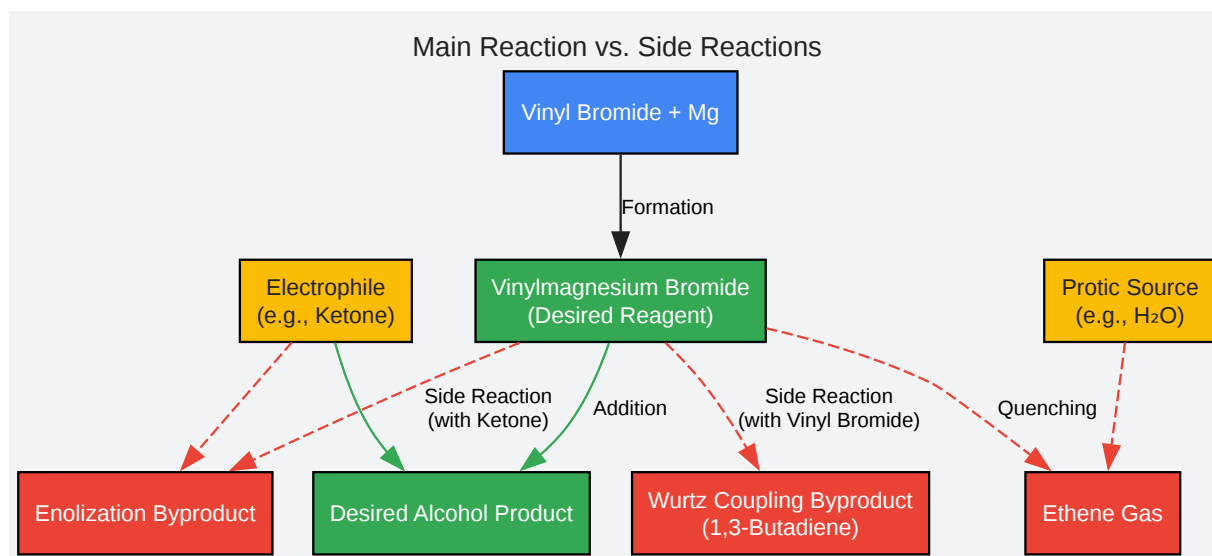 Main Reaction vs. Side Reactions
Vinyl Bromide + Mg
Formation
Electrophile
(e.g., Ketone)
Vinylmagnesium Bromide
(Desired Reagent)
Protic Source
(e.g., H₂O)
Side Reaction
(with Ketone)
Addition
Side Reaction
(with Vinyl Bromide)
Quenching
Enolization Byproduct
Desired Alcohol Product
Wurtz Coupling Byproduct
(1,3-Butadiene)
Ethene Gas